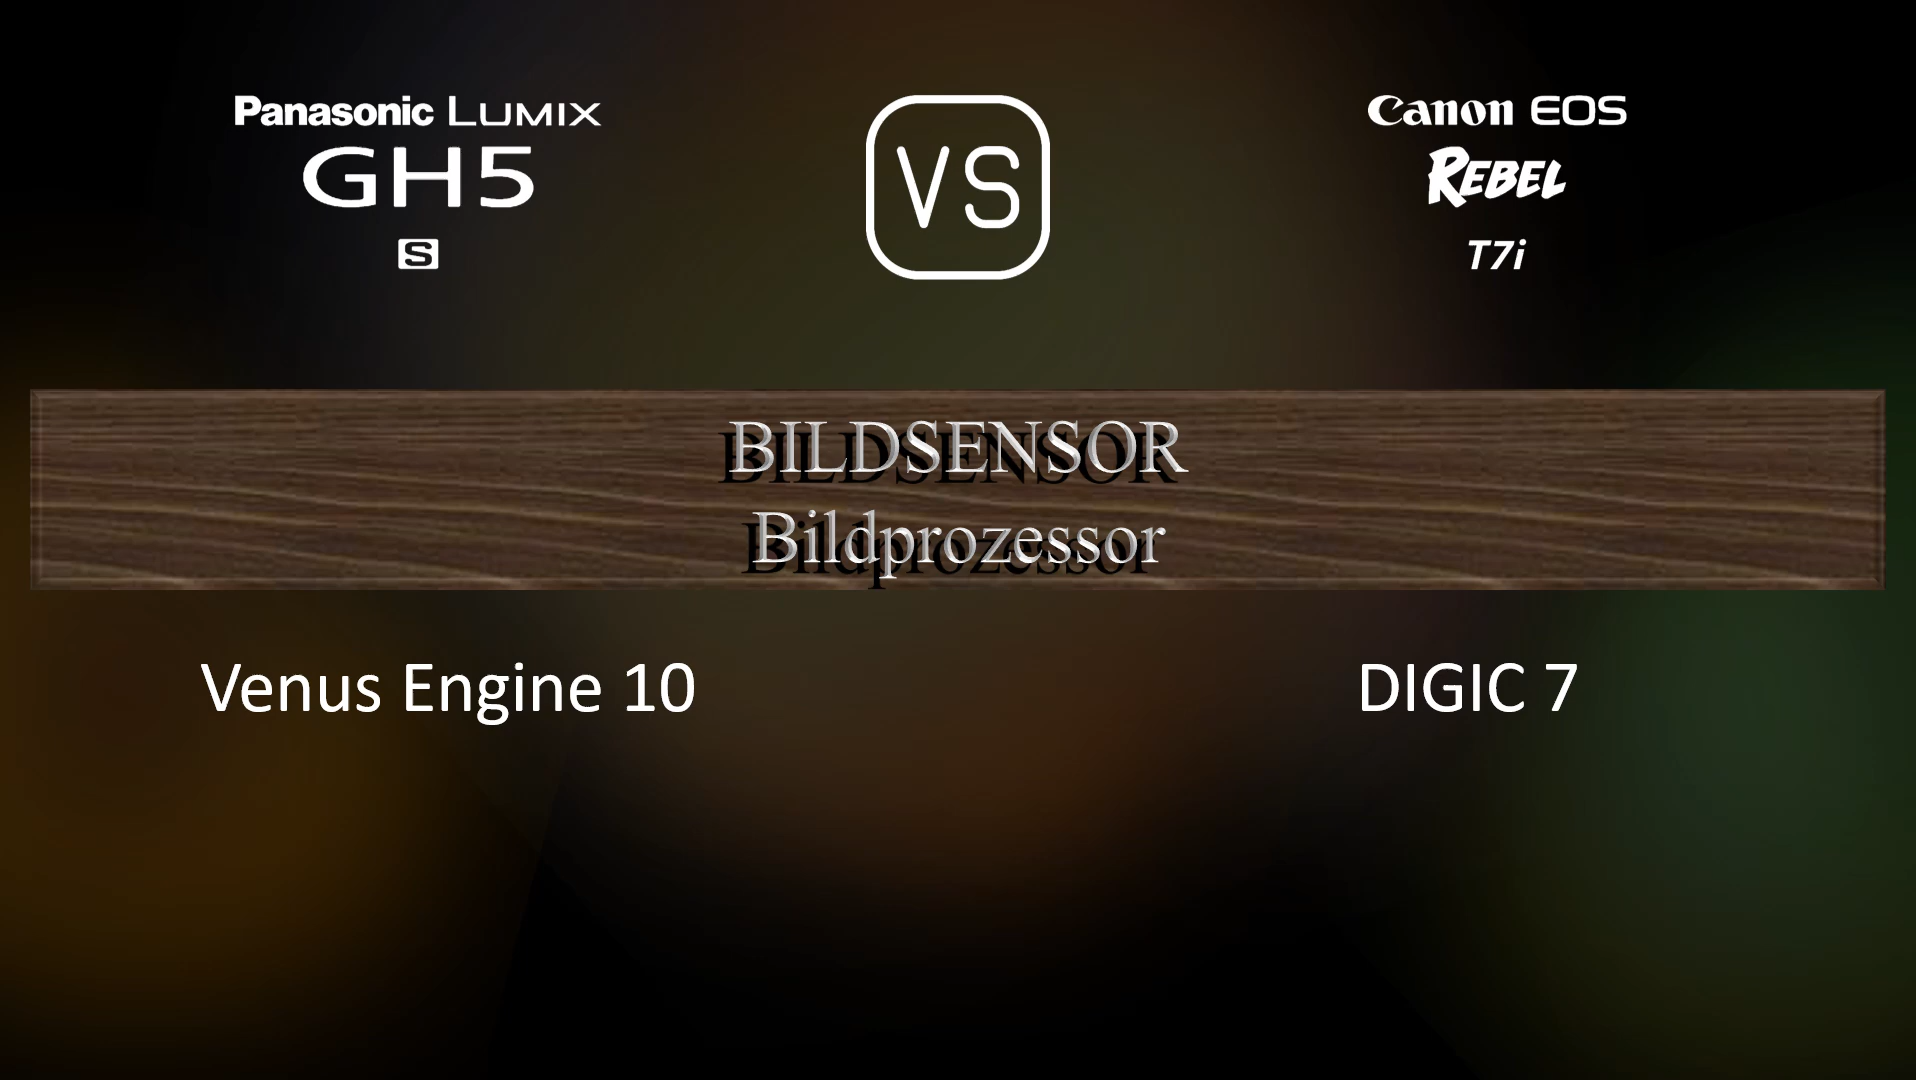 Panasonic LUMIX
GH5
S
VS
Canon EOS
REBEL
T7i
BILDSENSOR
Bildprozessor
Venus Engine 10
DIGIC 7